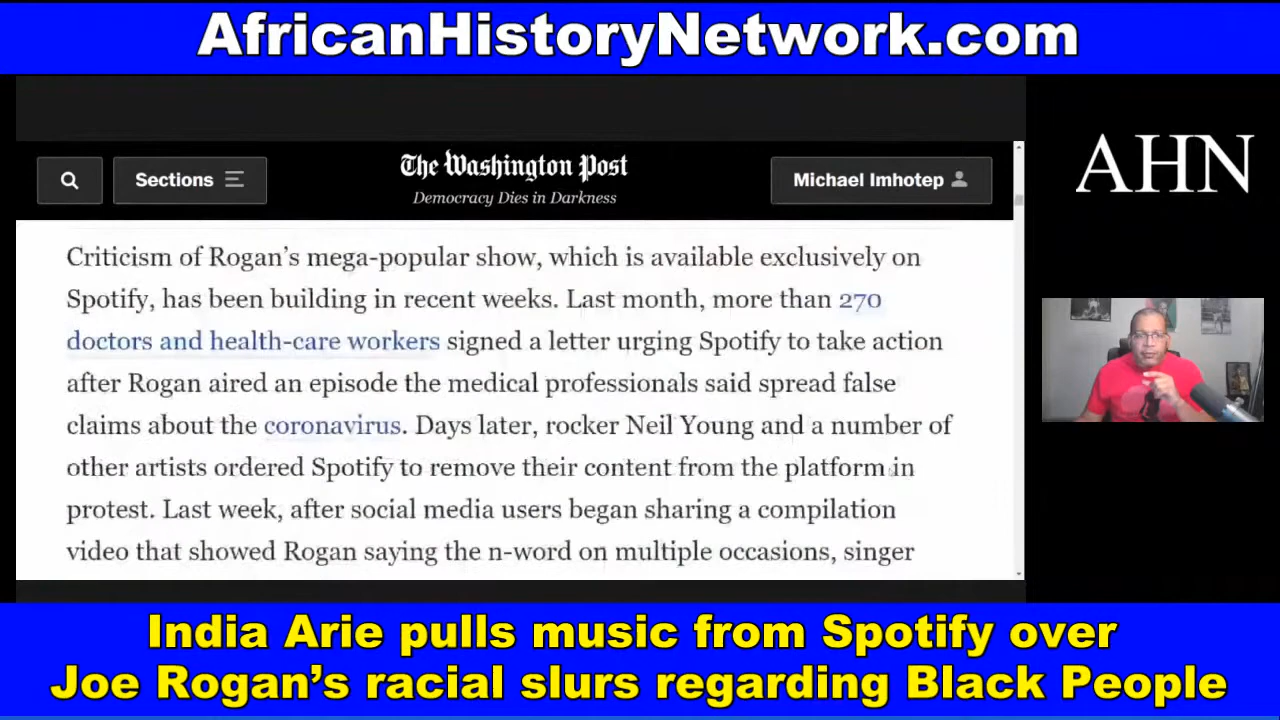 AfricanHistoryNetwork.com
Sections
The Washington Post
Democracy Dies in Darkness
Michael Imhotep
AHN
Criticism of Rogan’s mega-popular show, which is available exclusively on
Spotify, has been building in recent weeks. Last month, more than 270
doctors and health-care workers signed a letter urging Spotify to take action
after Rogan aired an episode the medical professionals said spread false
claims about the coronavirus. Days later, rocker Neil Young and a number of
other artists ordered Spotify to remove their content from the platform in
protest. Last week, after social media users began sharing a compilation
video that showed Rogan saying the n-word on multiple occasions, singer
India Arie pulls music from Spotify over
Joe Rogan’s racial slurs regarding Black People